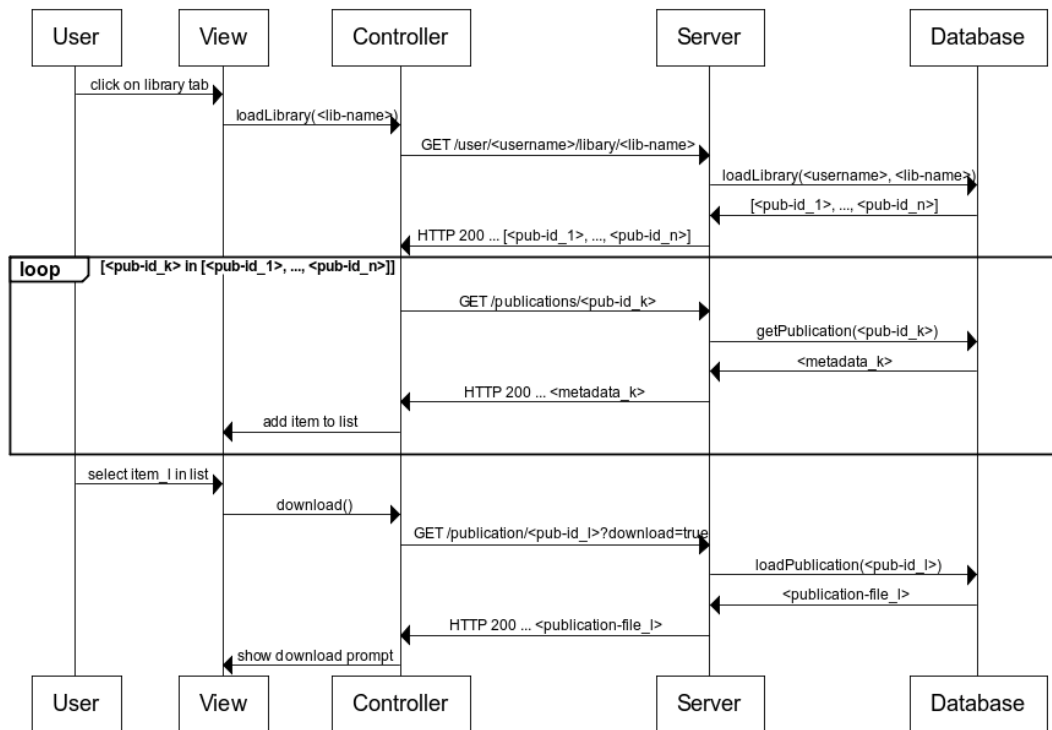 User
View
Controller
Server
Database
click on library tab
loadLibrary(<lib-name>)
GET /user/<username>/libary/<lib-name>
loadLibrary(<username>, <lib-name>)
[<pub-id_1>, ..., <pub-id_n>]
HTTP 200 ... [<pub-id_1>, ..., <pub-id_n>]
loop
[<pub-id_k> in [<pub-id_1>, ..., <pub-id_n>]]
GET /publications/<pub-id_k>
getPublication(<pub-id_k>)
<metadata_k>
HTTP 200 ... <metadata_k>
add item to list
select item_l in list
download()
GET /publication/<pub-id_l>?download=true
loadPublication(<pub-id_l>)
<publication-file_l>
HTTP 200 ... <publication-file_l>
show download prompt
User
View
Controller
Server
Database